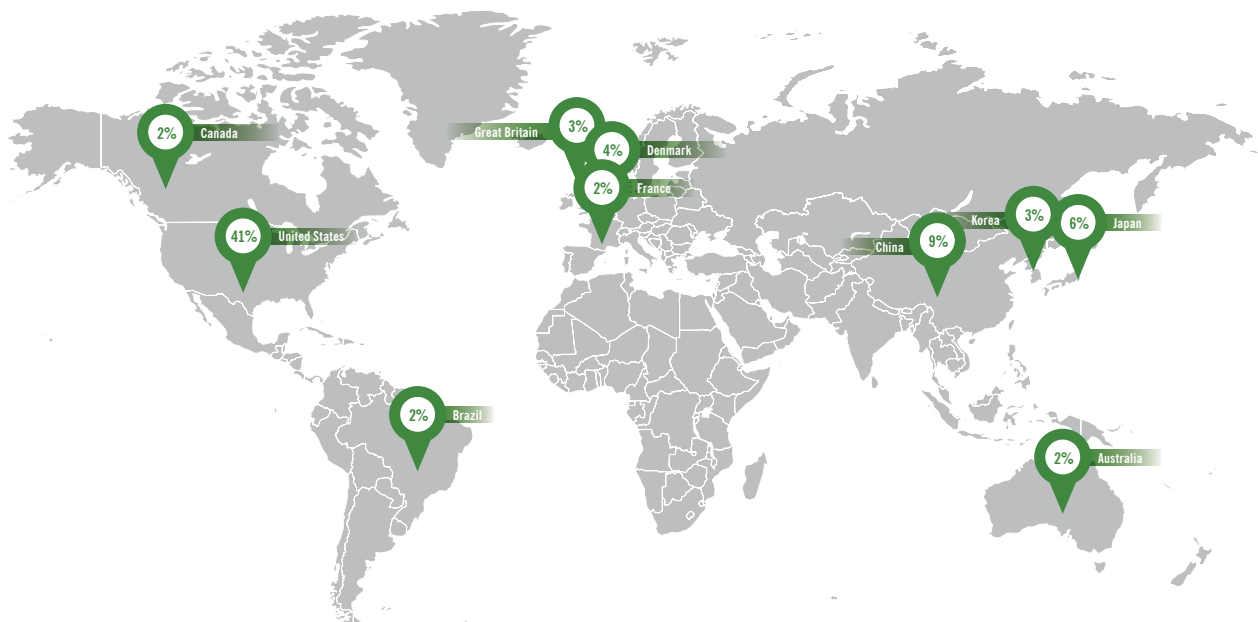 2% Canada
Great Britain 3%
4% Denmark
2% France
41% United States
China 9%
Korea 3%
6% Japan
2% Brazil
2% Australia